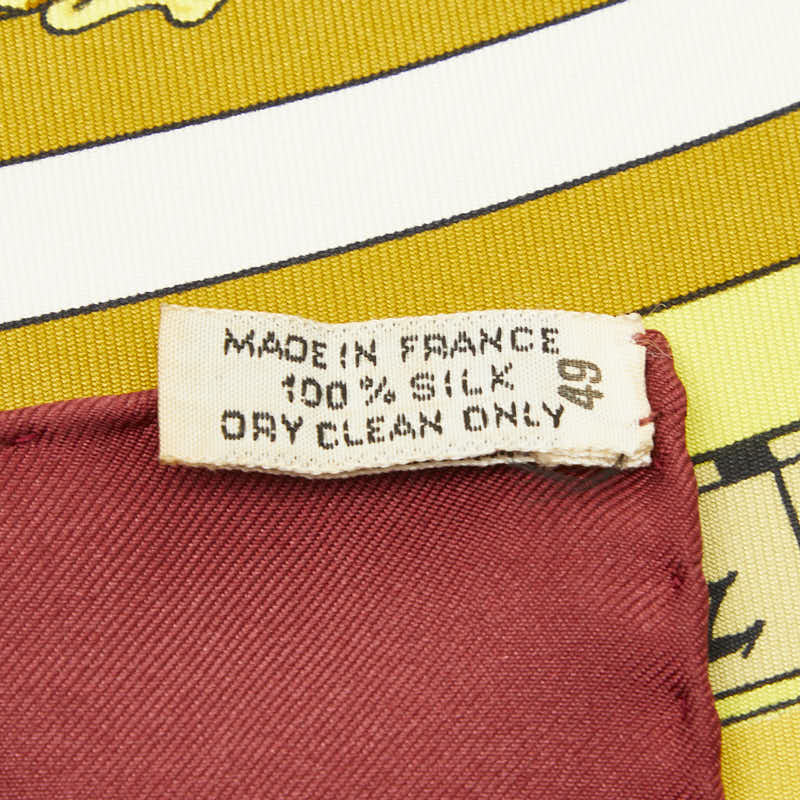 MADE IN FRANCE
100% SILK
DRY CLEAN ONLY
49